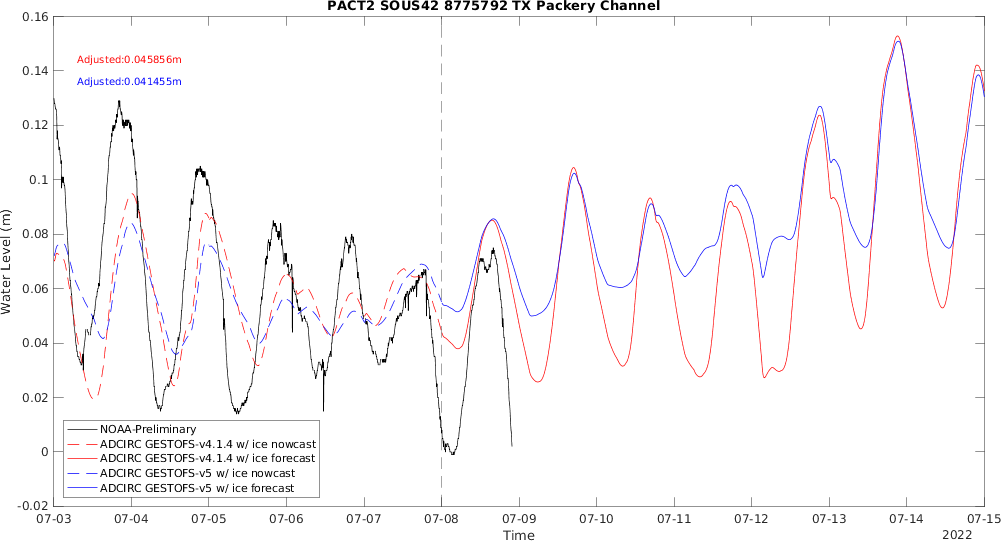 PACT2 SOUS42 8775792 TX Packery Channel
Adjusted:0.045856m
Adjusted:0.041455m
Water Level (m)
0.16
0.14
0.12
0.1
0.08
0.06
0.04
0.02
0
-0.02
NOAA-Preliminary
ADCIRC GESTOFS-v4.1.4 w/ ice nowcast
ADCIRC GESTOFS-v4.1.4 w/ ice forecast
ADCIRC GESTOFS-v5 w/ ice nowcast
ADCIRC GESTOFS-v5 w/ ice forecast
07-03 07-04 07-05 07-06 07-07 07-08 07-09 07-10 07-11 07-12 07-13 07-14 07-15
Time
2022